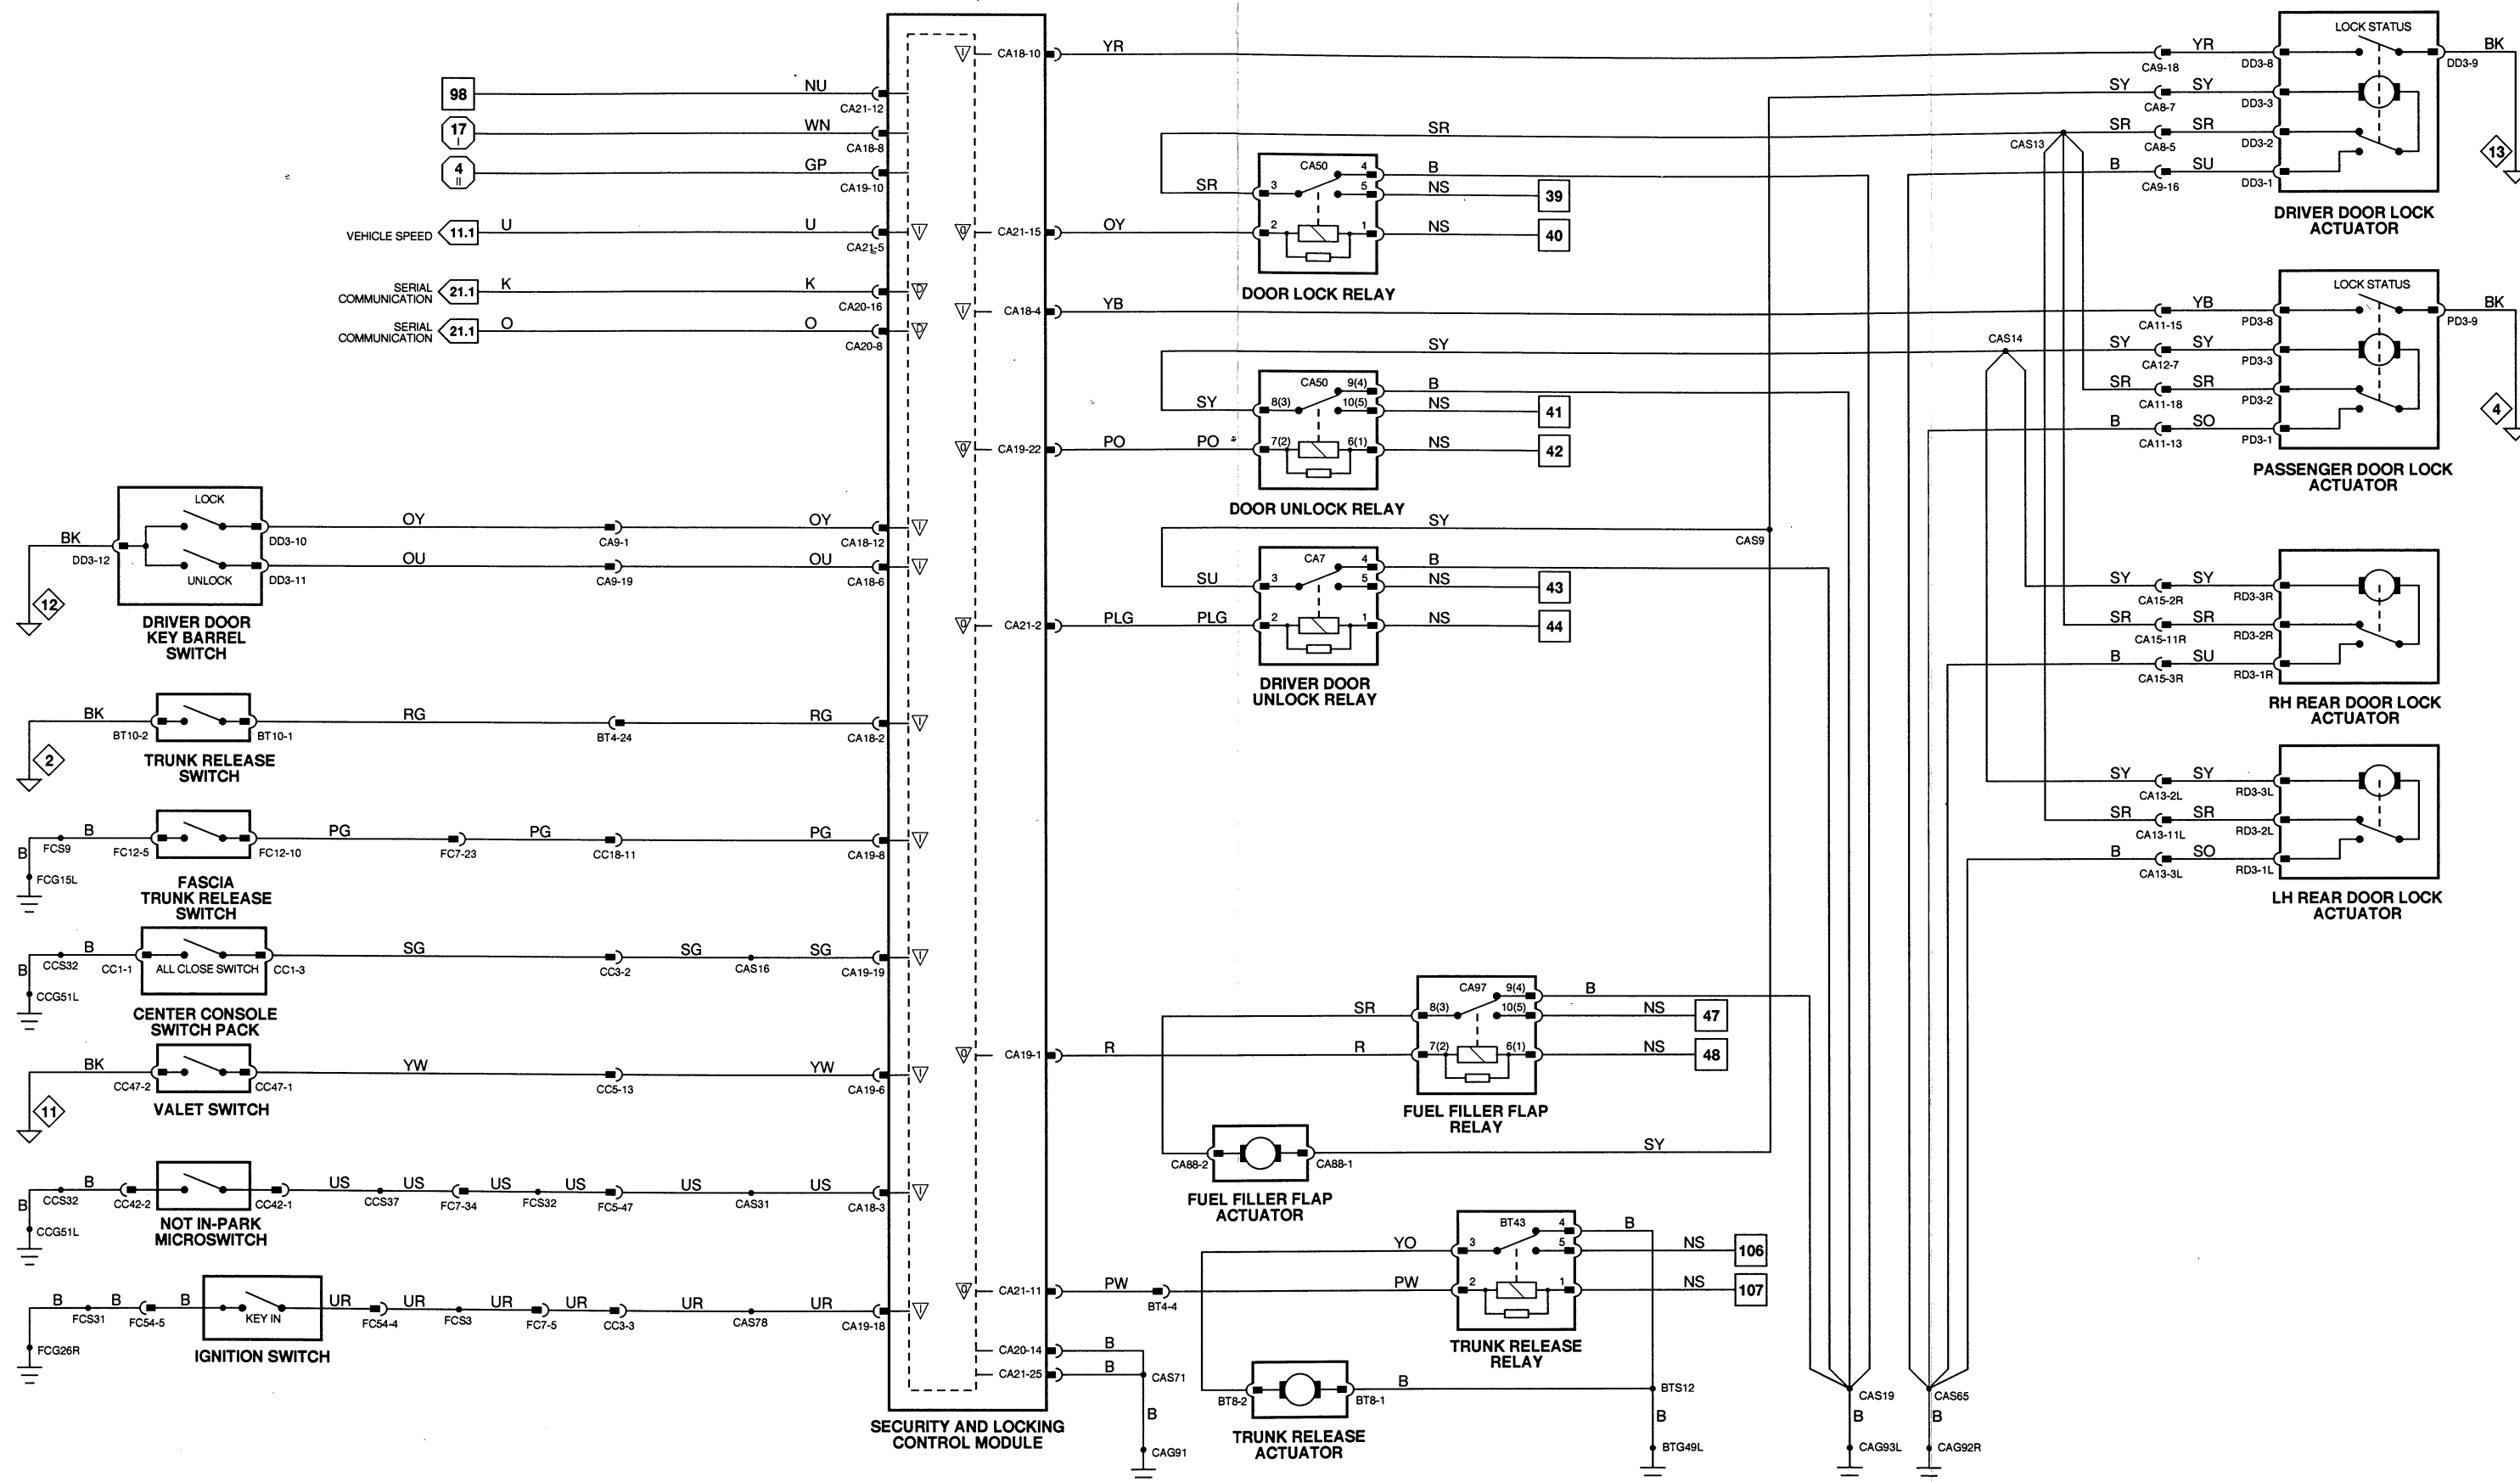 98
NU
CA21-12
17
I
WN
CA18-8
4
II
GP
CA19-10
VEHICLE SPEED
11.1
U
U
CA21-5
SERIAL
COMMUNICATION
21.1
K
K
CA20-16
SERIAL
COMMUNICATION
21.1
O
O
CA20-8
BK
DD3-12
12
LOCK
UNLOCK
DD3-10
OY
CA9-1
OY
CA18-12
DD3-11
OU
CA9-19
OU
CA18-6
DRIVER DOOR
KEY BARREL
SWITCH
BK
BT10-2
2
BT10-1
RG
BT4-24
RG
CA18-2
TRUNK RELEASE
SWITCH
B
FCS9
B
FCG15L
FC12-5
FC12-10
PG
FC7-23
PG
CC18-11
PG
CA19-8
FASCIA
TRUNK RELEASE
SWITCH
B
CCS32
B
CCG51L
CC1-1
ALL CLOSE SWITCH
CC1-3
SG
CC3-2
SG
CAS16
SG
CA19-19
CENTER CONSOLE
SWITCH PACK
BK
CC47-2
11
CC47-1
YW
CC5-13
YW
CA19-6
VALET SWITCH
B
CCS32
B
CCG51L
CC42-2
CC42-1
US
CCS37
US
FC7-34
US
FCS32
US
FC5-47
US
CAS31
US
CA18-3
NOT IN-PARK
MICROSWITCH
B
FCS31
B
FC54-5
B
FCG26R
KEY IN
UR
FC54-4
UR
FCS3
UR
FC7-5
UR
CC3-3
UR
CAS78
UR
CA19-18
IGNITION SWITCH
I
I
I
I
I
I
I
I
I
D
D
I
O
I
O
O
O
O
SECURITY AND LOCKING
CONTROL MODULE
CA18-10
YR
CA21-15
OY
CA18-4
YB
CA19-22
PO
PO
CA21-2
PLG
PLG
CA19-1
R
R
CA21-11
PW
BT4-4
PW
CA20-14
B
CA21-25
B
CAS71
B
CAG91
SR
SR
CA50
3
4
5
2
1
B
NS
39
NS
40
DOOR LOCK RELAY
SY
SY
CA50
8(3)
9(4)
10(5)
7(2)
6(1)
B
NS
41
NS
42
DOOR UNLOCK RELAY
SY
CAS9
SU
CA7
3
4
5
2
1
B
NS
43
NS
44
DRIVER DOOR
UNLOCK RELAY
SR
CA97
8(3)
9(4)
10(5)
7(2)
6(1)
B
NS
47
NS
48
FUEL FILLER FLAP
RELAY
CA88-2
CA88-1
SY
FUEL FILLER FLAP
ACTUATOR
YO
BT43
3
4
5
2
1
B
NS
106
NS
107
TRUNK RELEASE
RELAY
BT8-2
BT8-1
B
BTS12
B
BTG49L
TRUNK RELEASE
ACTUATOR
CAS19
B
CAG93L
CAS65
B
CAG92R
CAS13
CAS14
CA9-18
YR
DD3-8
SY
CA8-7
SY
DD3-3
SR
CA8-5
SR
DD3-2
B
CA9-16
SU
DD3-1
LOCK STATUS
BK
DD3-9
13
DRIVER DOOR LOCK
ACTUATOR
CA11-15
YB
PD3-8
SY
CA12-7
SY
PD3-3
SR
CA11-18
SR
PD3-2
B
CA11-13
SO
PD3-1
LOCK STATUS
BK
PD3-9
4
PASSENGER DOOR LOCK
ACTUATOR
SY
CA15-2R
SY
RD3-3R
SR
CA15-11R
SR
RD3-2R
B
CA15-3R
SU
RD3-1R
RH REAR DOOR LOCK
ACTUATOR
SY
CA13-2L
SY
RD3-3L
SR
CA13-11L
SR
RD3-2L
B
CA13-3L
SO
RD3-1L
LH REAR DOOR LOCK
ACTUATOR